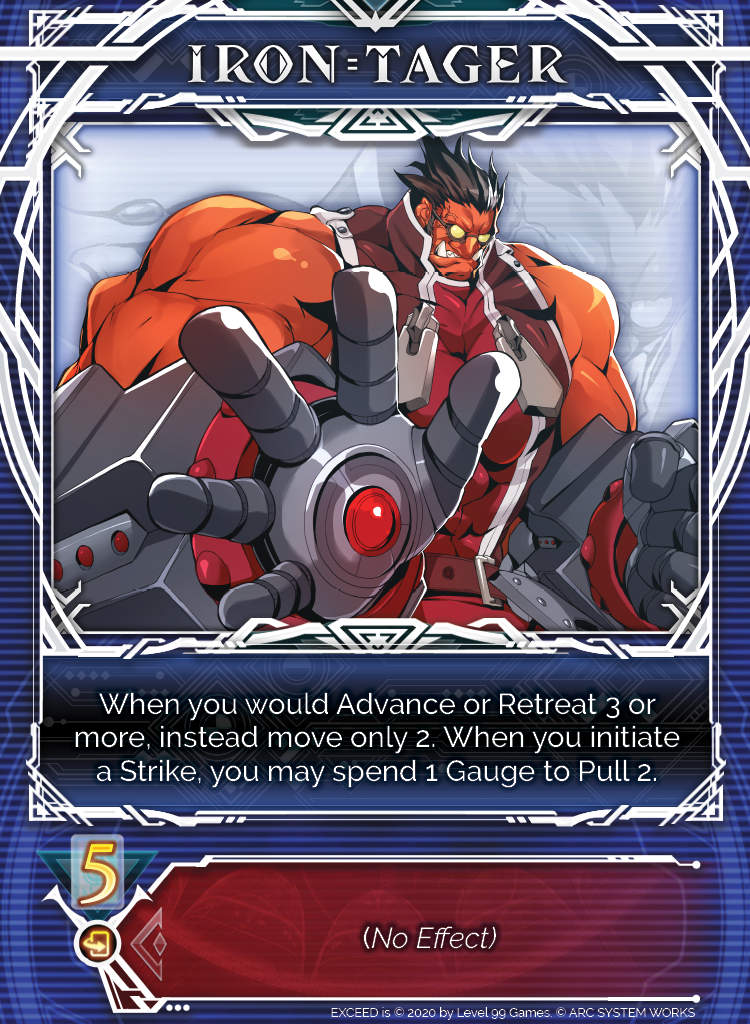 IRON=TAGER
When you would Advance or Retreat 3 or
more, instead move only 2. When you initiate
a Strike, you may spend 1 Gauge to Pull 2.
5
(No Effect)
EXCEED is © 2020 by Level 99 Games. © ARC SYSTEM WORKS